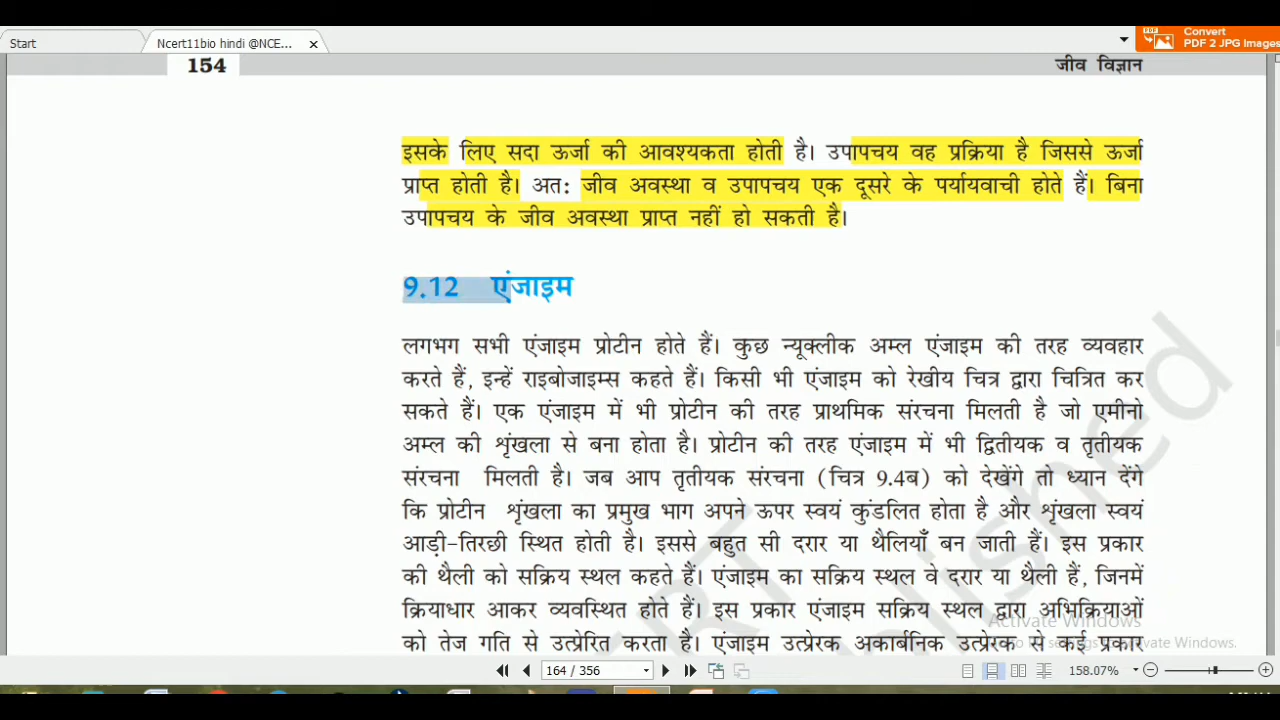 Start
Ncert11bio hindi @NCE... ×
Convert
PDF 2 JPG Images
154
जीव विज्ञान
इसके लिए सदा ऊर्जा की आवश्यकता होती है। उपापचय वह प्रक्रिया है जिससे ऊर्जा
प्राप्त होती है। अत: जीव अवस्था व उपापचय एक दूसरे के पर्यायवाची होते हैं। बिना
उपापचय के जीव अवस्था प्राप्त नहीं हो सकती है।
9.12 एंजाइम
लगभग सभी एंजाइम प्रोटीन होते हैं। कुछ न्यूक्लीक अम्ल एंजाइम की तरह व्यवहार
करते हैं, इन्हें राइबोजाइम्स कहते हैं। किसी भी एंजाइम को रेखीय चित्र द्वारा चित्रित कर
सकते हैं। एक एंजाइम में भी प्रोटीन की तरह प्राथमिक संरचना मिलती है जो एमीनो
अम्ल की शृंखला से बना होता है। प्रोटीन की तरह एंजाइम में भी द्वितीयक व तृतीयक
संरचना मिलती है। जब आप तृतीयक संरचना (चित्र 9.4ब) को देखेंगे तो ध्यान देंगे
कि प्रोटीन शृंखला का प्रमुख भाग अपने ऊपर स्वयं कुंडलित होता है और शृंखला स्वयं
आड़ी-तिरछी स्थित होती है। इससे बहुत सी दरार या थैलियाँ बन जाती हैं। इस प्रकार
की थैली को सक्रिय स्थल कहते हैं। एंजाइम का सक्रिय स्थल वे दरार या थैली हैं, जिनमें
क्रियाधार आकर व्यवस्थित होते हैं। इस प्रकार एंजाइम सक्रिय स्थल द्वारा अभिक्रियाओं
को तेज गति से उत्प्रेरित करता है। एंजाइम उत्प्रेरक अकार्बनिक उत्प्रेरक से कई प्रकार
Activate Windows
164 / 356
158.07%